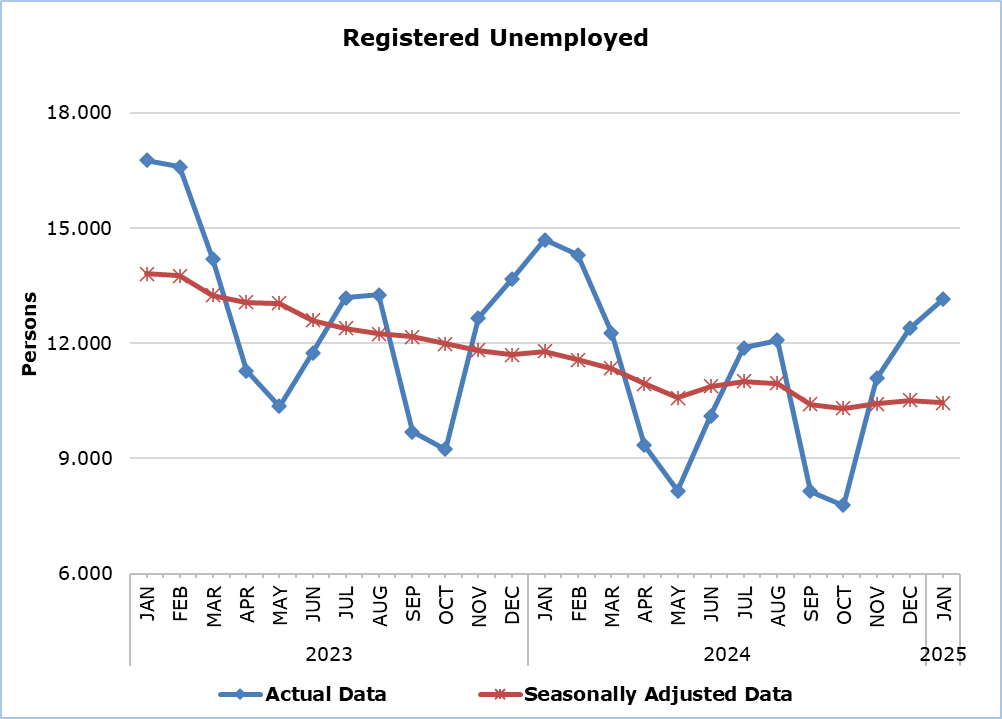 Registered Unemployed
Persons
18.000
15.000
12.000
9.000
6.000
JAN FEB MAR APR MAY JUN JUL AUG SEP OCT NOV DEC JAN FEB MAR APR MAY JUN JUL AUG SEP OCT NOV DEC JAN
2023 2024 2025
Actual Data Seasonally Adjusted Data